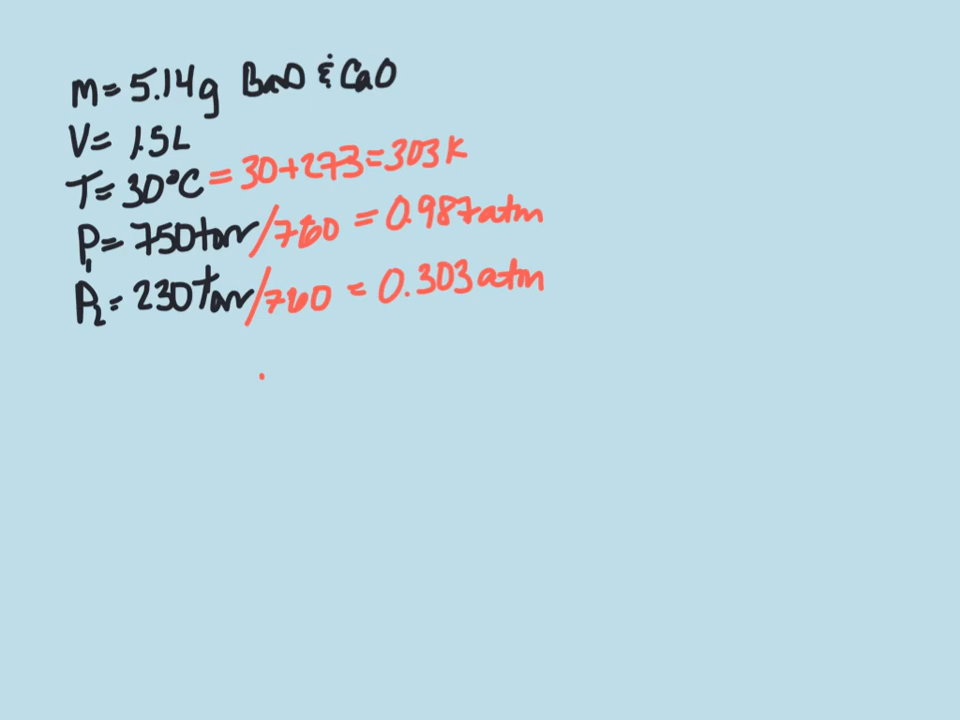 M= 5.14g BaO & CaO
V= 1.5L
T= 30°C = 30+273=303K
P₁= 750torr/760 = 0.987atm
P₂= 230torr/760 = 0.303atm